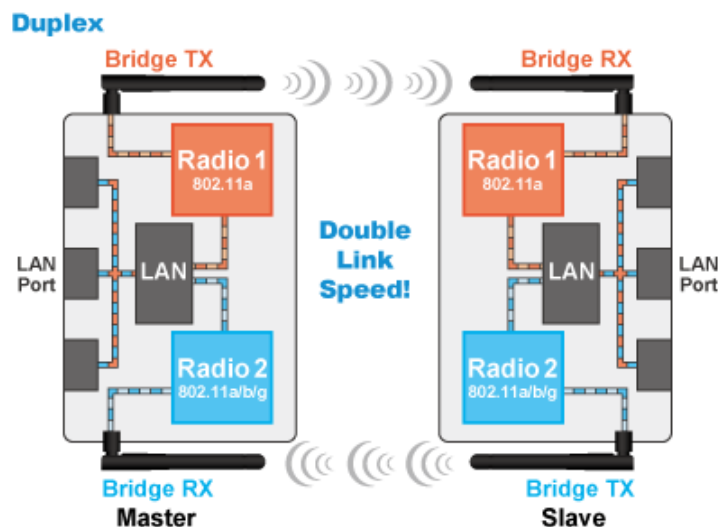 Duplex
Bridge TX
Bridge RX
Radio 1
802.11a
Radio 1
802.11a
LAN
Port
LAN
Double
Link
Speed!
LAN
LAN
Port
Radio 2
802.11a/b/g
Radio 2
802.11a/b/g
Bridge RX
Bridge TX
Master
Slave